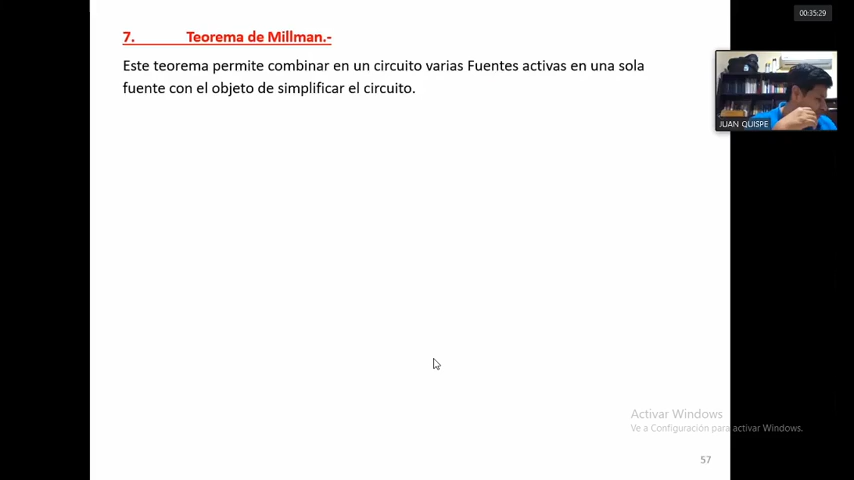 00:35:29
7. Teorema de Millman.-
Este teorema permite combinar en un circuito varias Fuentes activas en una sola
fuente con el objeto de simplificar el circuito.
JUAN QUISPE
Activar Windows
Ve a Configuración para activar Windows.
57